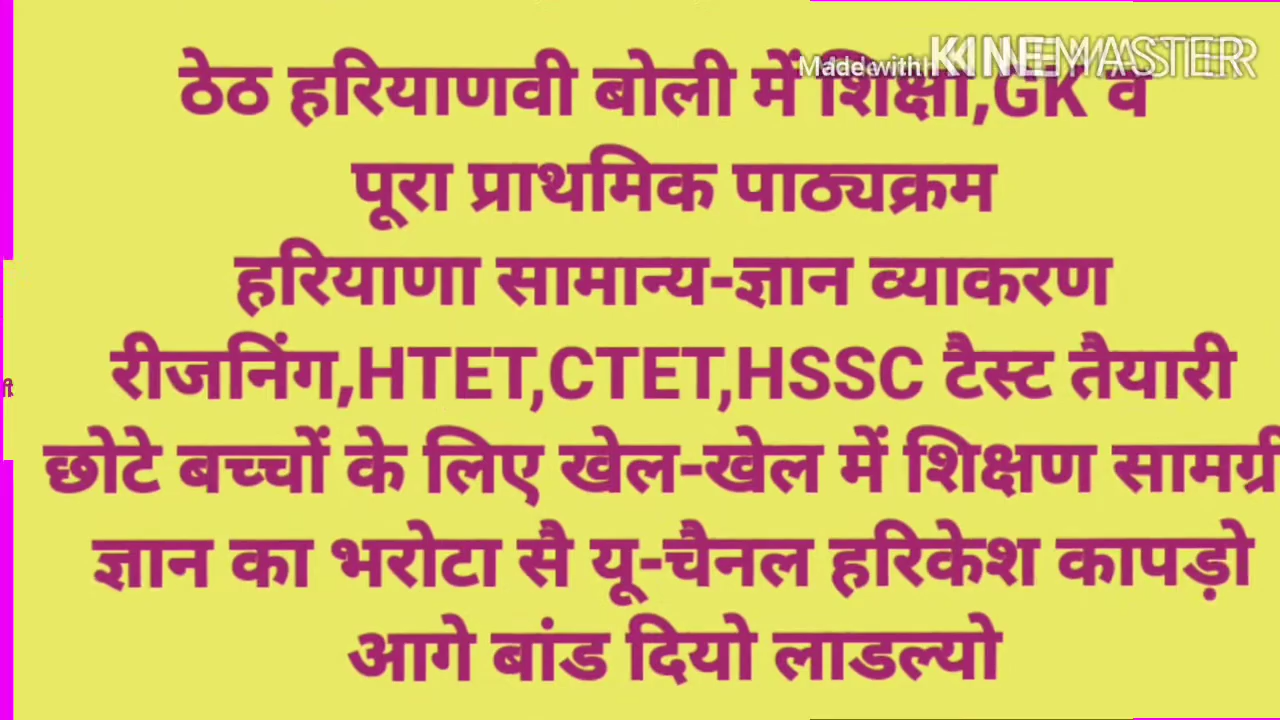 Made with KINEMASTER
ठेठ हरियाणवी बोली में शिक्षा,GK व
पूरा प्राथमिक पाठ्यक्रम
हरियाणा सामान्य-ज्ञान व्याकरण
रीजनिंग,HTET,CTET,HSSC टैस्ट तैयारी
छोटे बच्चों के लिए खेल-खेल में शिक्षण सामग्री
ज्ञान का भरोटा सै यू-चैनल हरिकेश कापड़ो
आगे बांड दियो लाडल्यो